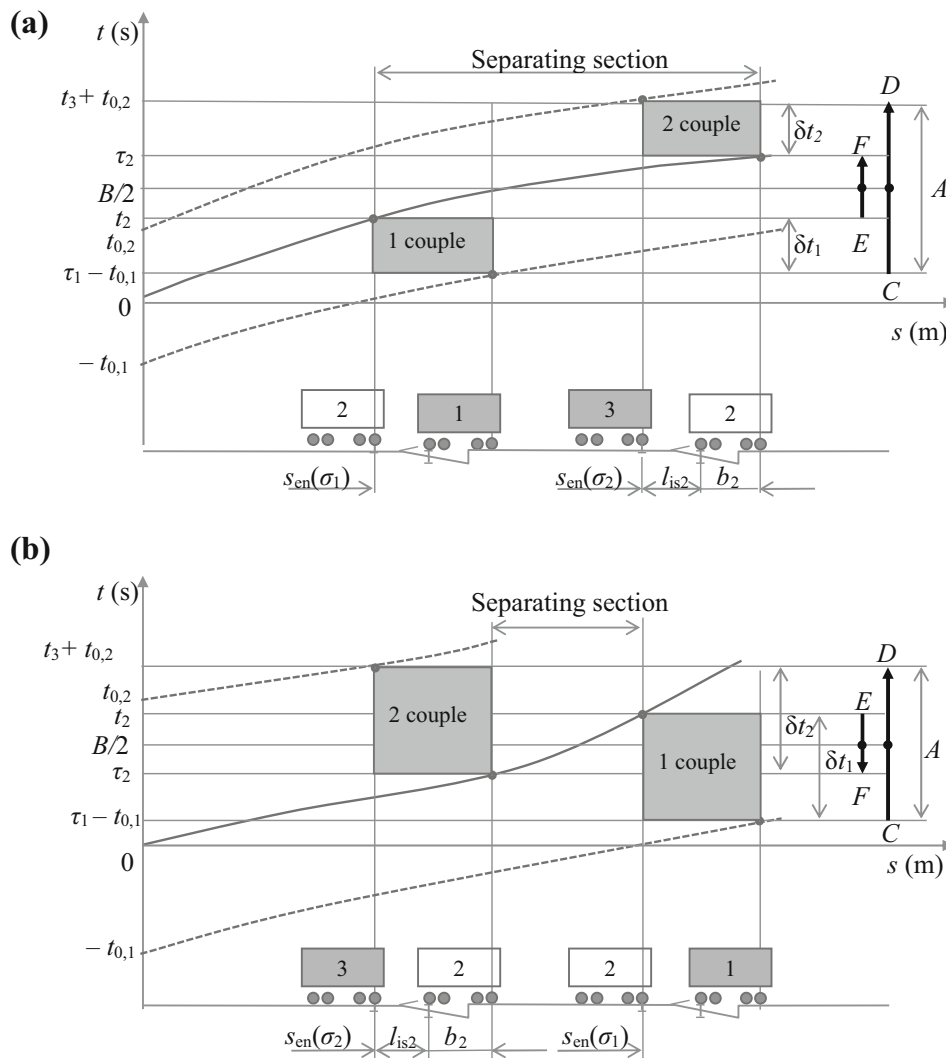 (a)
t (s)
Separating section
t₃ + t₀,₂
D
2 couple
δt₂
τ₂
F
B/2
A
t₂
t₀,₂
1 couple
δt₁
E
τ₁ − t₀,₁
C
0
s (m)
− t₀,₁
2 1 3 2
sₑₙ(σ₁) sₑₙ(σ₂) lᵢₛ₂ b₂
(b)
t (s)
Separating section
t₃ + t₀,₂
D
t₀,₂
t₂
E
2 couple
δt₂
B/2
δt₁
A
1 couple
τ₂
F
τ₁ − t₀,₁
C
0
s (m)
− t₀,₁
3 2 2 1
sₑₙ(σ₂) lᵢₛ₂ b₂ sₑₙ(σ₁)